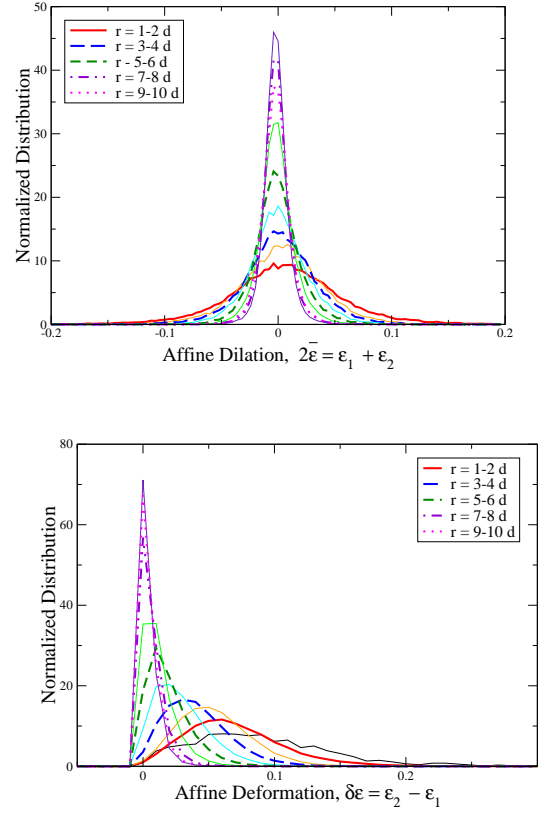 50
40
30
20
10
0
Normalized Distribution
r = 1-2 d
r = 3-4 d
r - 5-6 d
r = 7-8 d
r = 9-10 d
-0.2 -0.1 0 0.1 0.2
Affine Dilation, 2ε̄ = ε₁ + ε₂
80
60
40
20
0
Normalized Distribution
r = 1-2 d
r = 3-4 d
r = 5-6 d
r = 7-8 d
r = 9-10 d
0 0.1 0.2
Affine Deformation, δε = ε₂ − ε₁